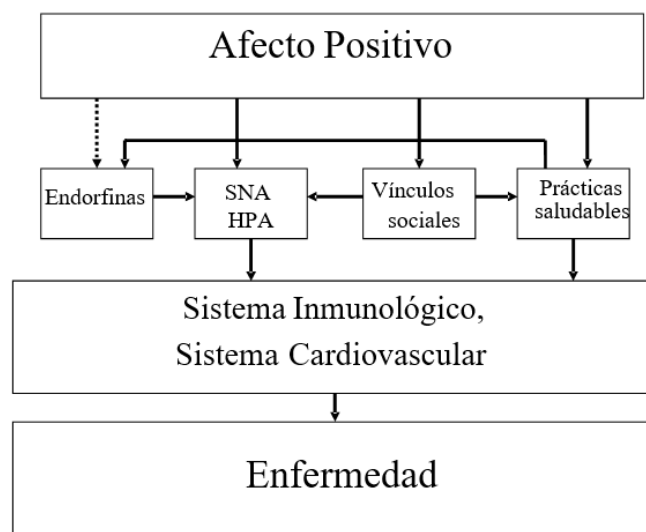 Afecto Positivo
Endorfinas
SNA
HPA
Vínculos
sociales
Prácticas
saludables
Sistema Inmunológico,
Sistema Cardiovascular
Enfermedad